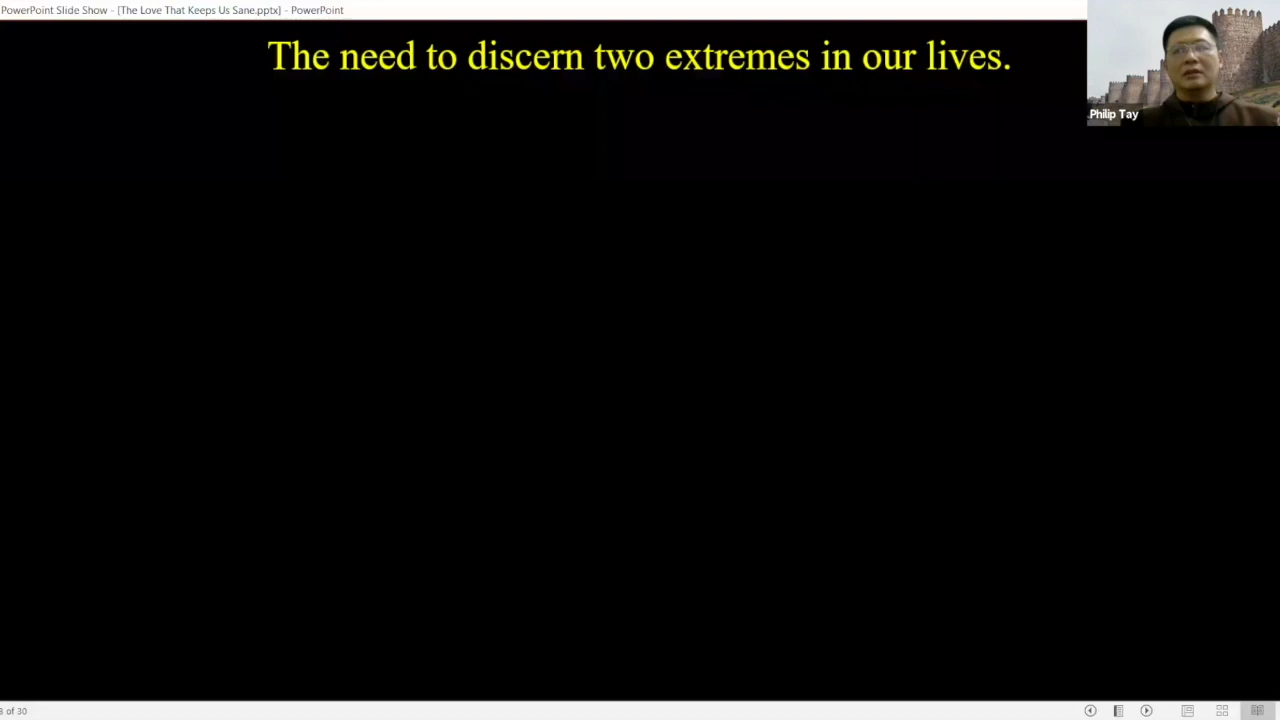 PowerPoint Slide Show - [The Love That Keeps Us Sane.pptx] - PowerPoint
The need to discern two extremes in our lives.
Philip Tay
of 30